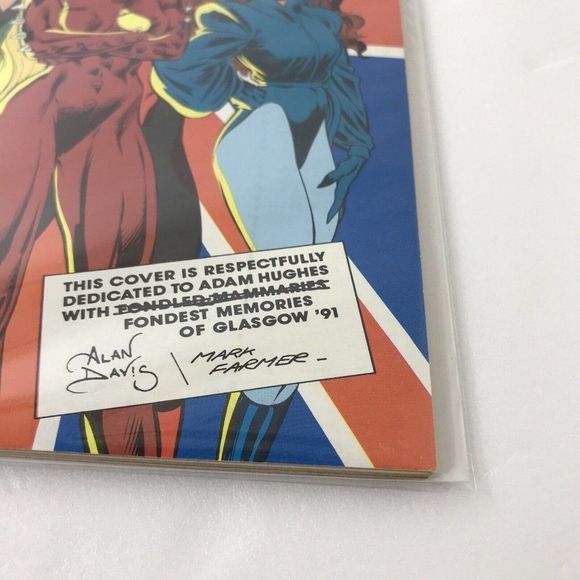 THIS COVER IS RESPECTFULLY
DEDICATED TO ADAM HUGHES
WITH FONDLED MAMMARIES
FONDEST MEMORIES
OF GLASGOW '91
ALAN DAVIS \ MARK FARMER -